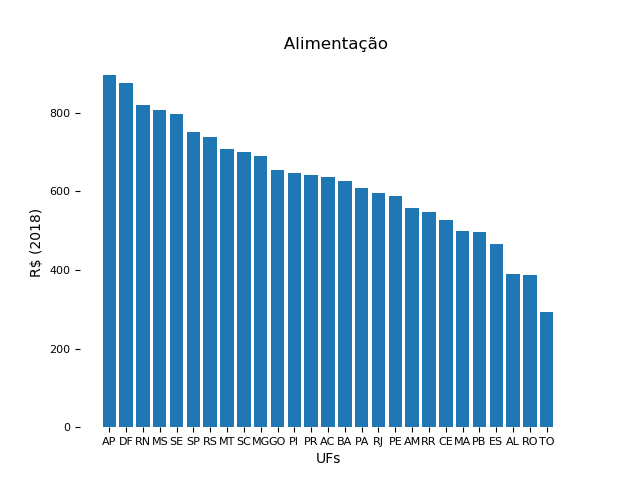 Alimentação
R$ (2018)
800
600
400
200
0
AP DF RN MS SE SP RS MT SC MG GO PI PR AC BA PA RJ PE AM RR CE MA PB ES AL RO TO
UFs